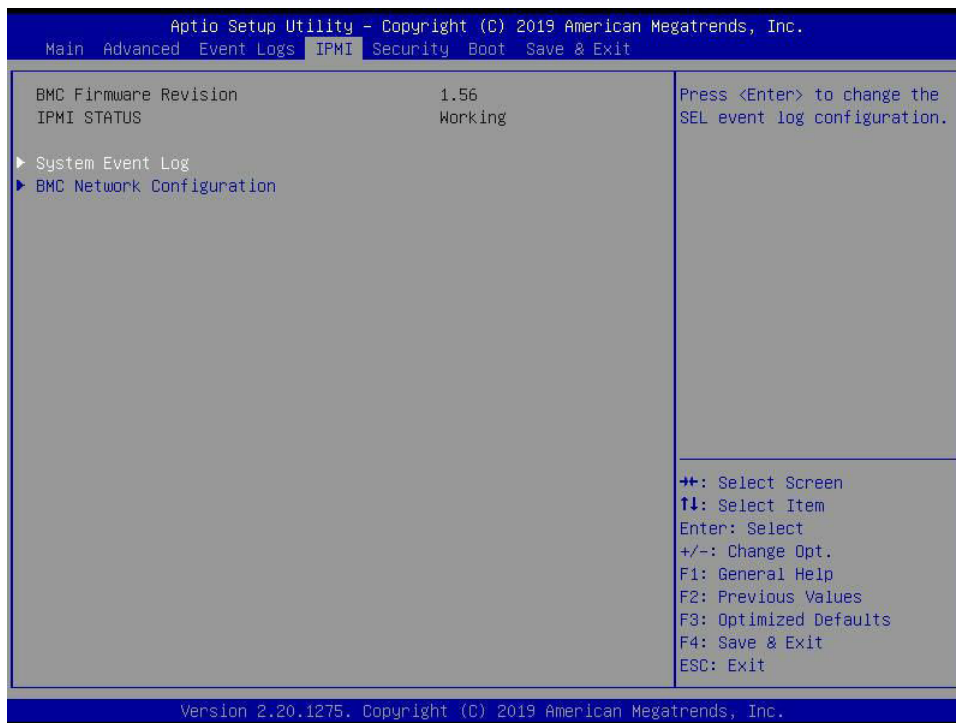 Aptio Setup Utility – Copyright (C) 2019 American Megatrends, Inc.
Main Advanced Event Logs IPMI Security Boot Save & Exit
BMC Firmware Revision 1.56
IPMI STATUS Working
System Event Log
BMC Network Configuration
Press <Enter> to change the
SEL event log configuration.
→←: Select Screen
↑↓: Select Item
Enter: Select
+/-: Change Opt.
F1: General Help
F2: Previous Values
F3: Optimized Defaults
F4: Save & Exit
ESC: Exit
Version 2.20.1275. Copyright (C) 2019 American Megatrends, Inc.